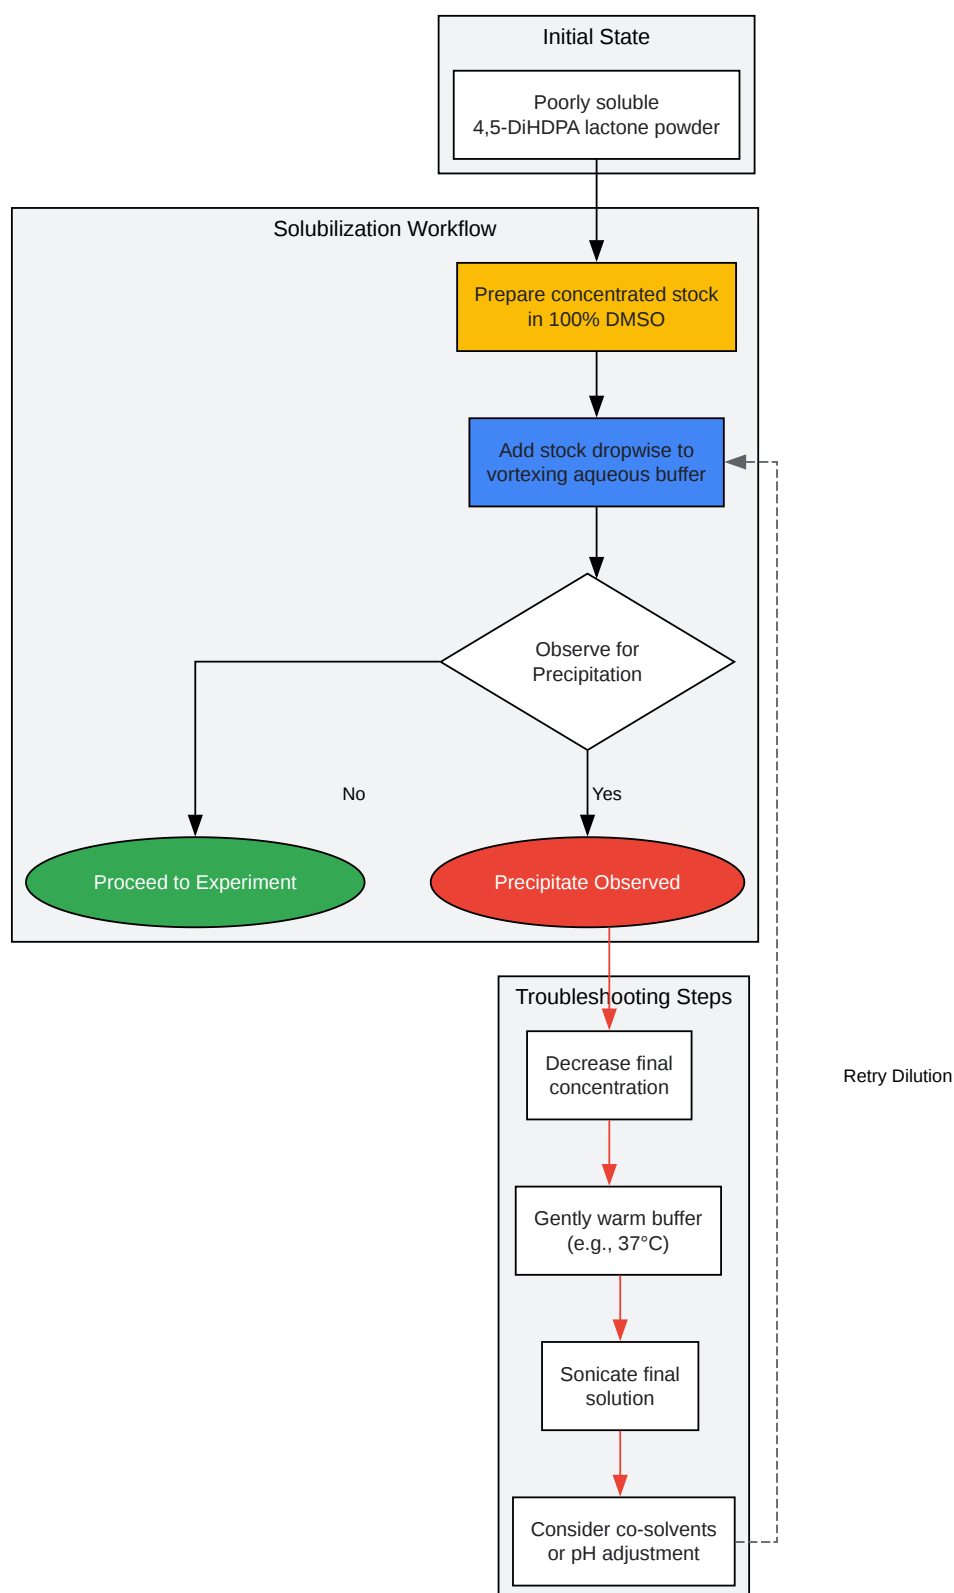 Initial State
Poorly soluble
4,5-DiHDPA lactone powder
Solubilization Workflow
Prepare concentrated stock
in 100% DMSO
Add stock dropwise to
vortexing aqueous buffer
Observe for
Precipitation
No
Yes
Proceed to Experiment
Precipitate Observed
Troubleshooting Steps
Decrease final
concentration
Retry Dilution
Gently warm buffer
(e.g., 37°C)
Sonicate final
solution
Consider co-solvents
or pH adjustment